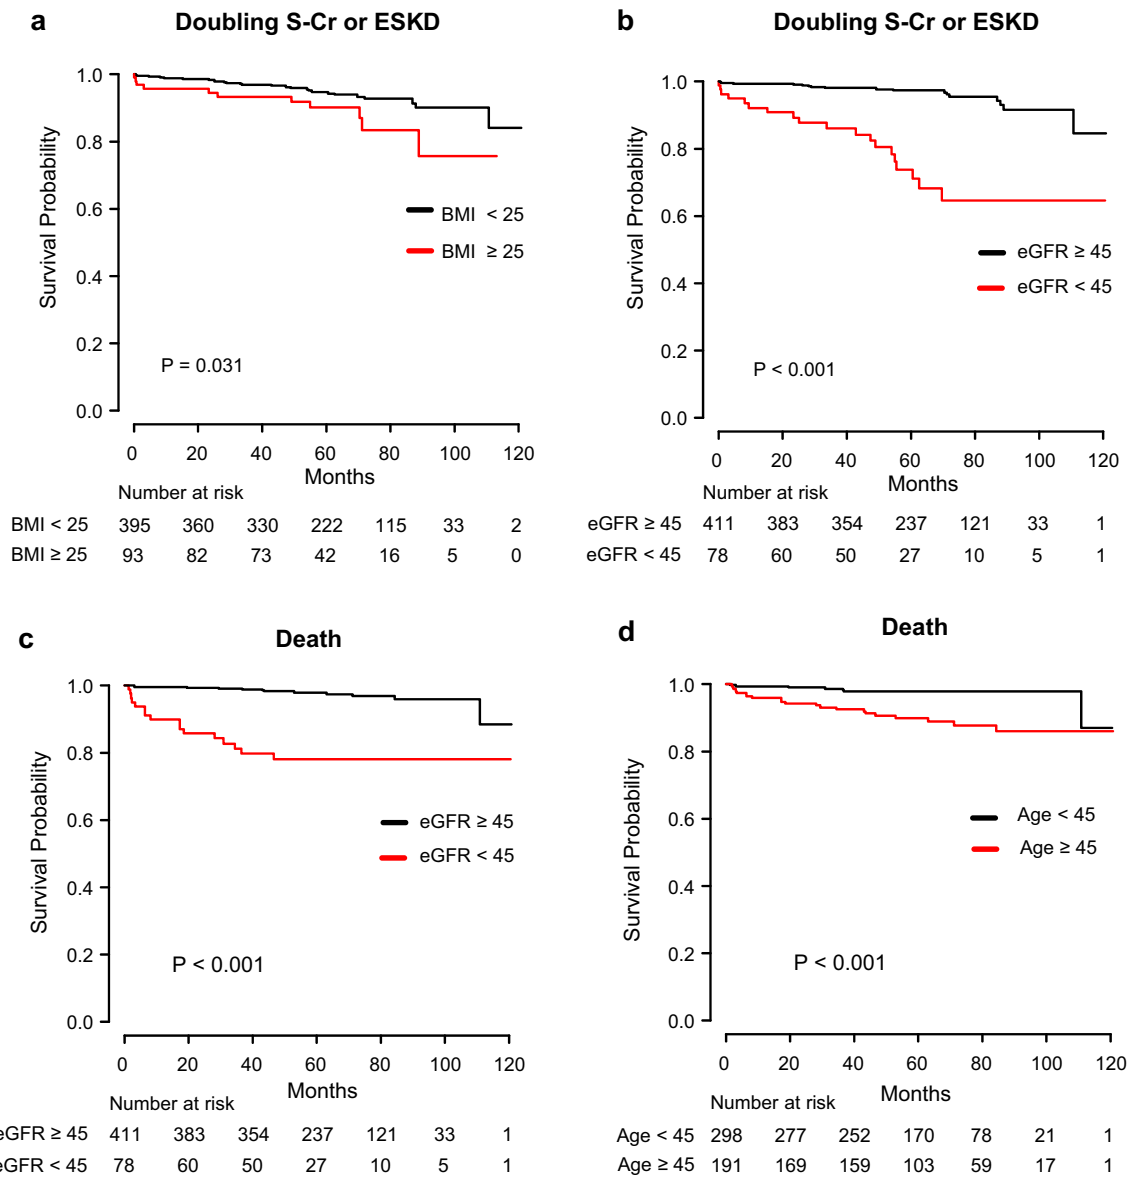 a
Doubling S-Cr or ESKD
1.0
0.8
0.6
0.4
0.2
0.0
Survival Probability
BMI < 25
BMI ≥ 25
P = 0.031
0 20 40 60 80 100 120
Months
Number at risk
BMI < 25 395 360 330 222 115 33 2
BMI ≥ 25 93 82 73 42 16 5 0
b
Doubling S-Cr or ESKD
1.0
0.8
0.6
0.4
0.2
0.0
Survival Probability
eGFR ≥ 45
eGFR < 45
P < 0.001
0 20 40 60 80 100 120
Months
Number at risk
eGFR ≥ 45 411 383 354 237 121 33 1
eGFR < 45 78 60 50 27 10 5 1
c
Death
1.0
0.8
0.6
0.4
0.2
0.0
Survival Probability
eGFR ≥ 45
eGFR < 45
P < 0.001
0 20 40 60 80 100 120
Months
Number at risk
eGFR ≥ 45 411 383 354 237 121 33 1
eGFR < 45 78 60 50 27 10 5 1
d
Death
1.0
0.8
0.6
0.4
0.2
0.0
Survival Probability
Age < 45
Age ≥ 45
P < 0.001
0 20 40 60 80 100 120
Months
Number at risk
Age < 45 298 277 252 170 78 21 1
Age ≥ 45 191 169 159 103 59 17 1